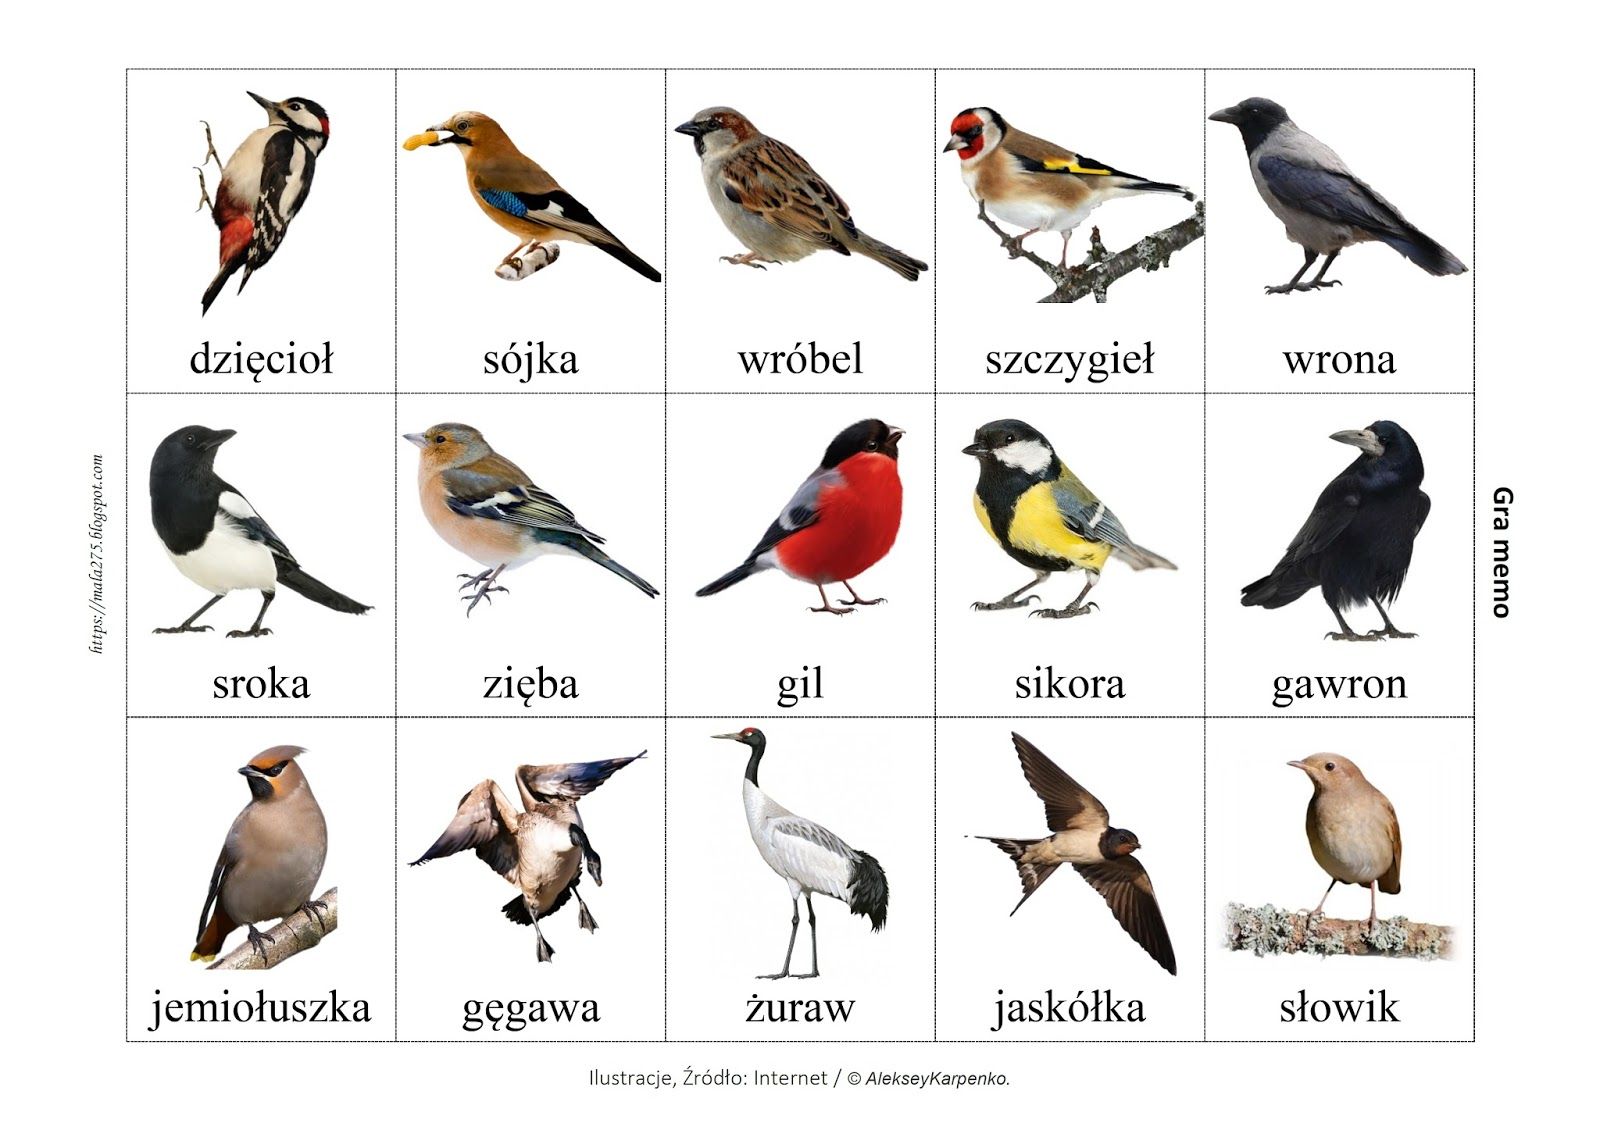 dzięcioł
sójka
wróbel
szczygieł
wrona
sroka
zięba
gil
sikora
gawron
jemiołuszka
gęgawa
żuraw
jaskółka
słowik
https://mala275.blogspot.com
Gra memo
Ilustracje, Źródło: Internet / © AlekseyKarpenko.